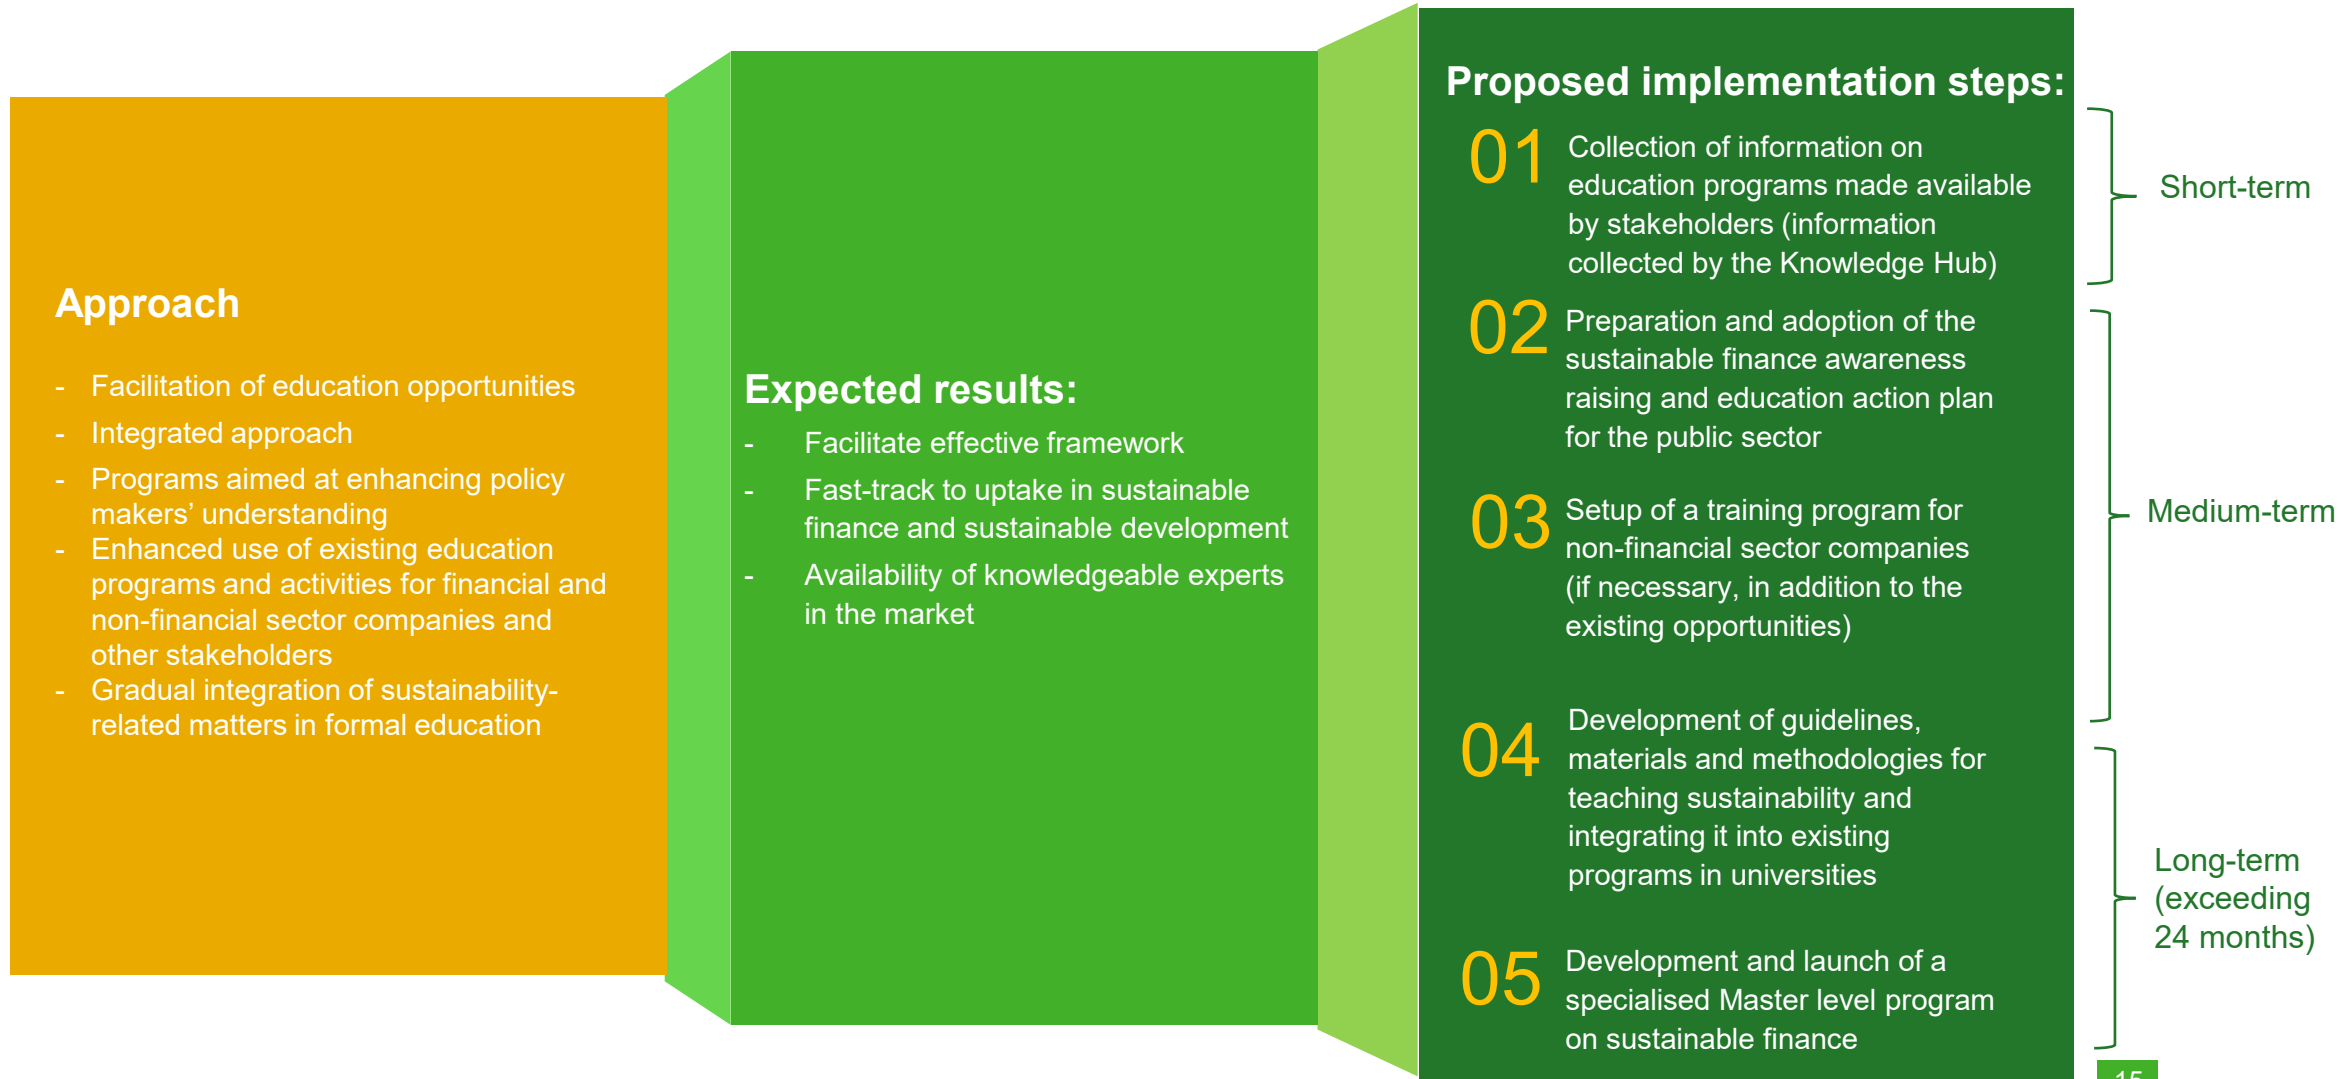 Approach
- Facilitation of education opportunities
- Integrated approach
- Programs aimed at enhancing policy
makers’ understanding
- Enhanced use of existing education
programs and activities for financial and
non-financial sector companies and
other stakeholders
- Gradual integration of sustainability-
related matters in formal education
Expected results:
- Facilitate effective framework
- Fast-track to uptake in sustainable
finance and sustainable development
- Availability of knowledgeable experts
in the market
Proposed implementation steps:
01 Collection of information on
education programs made available
by stakeholders (information
collected by the Knowledge Hub)
02 Preparation and adoption of the
sustainable finance awareness
raising and education action plan
for the public sector
03 Setup of a training program for
non-financial sector companies
(if necessary, in addition to the
existing opportunities)
04 Development of guidelines,
materials and methodologies for
teaching sustainability and
integrating it into existing
programs in universities
05 Development and launch of a
specialised Master level program
on sustainable finance
Short-term
Medium-term
Long-term
(exceeding
24 months)
15